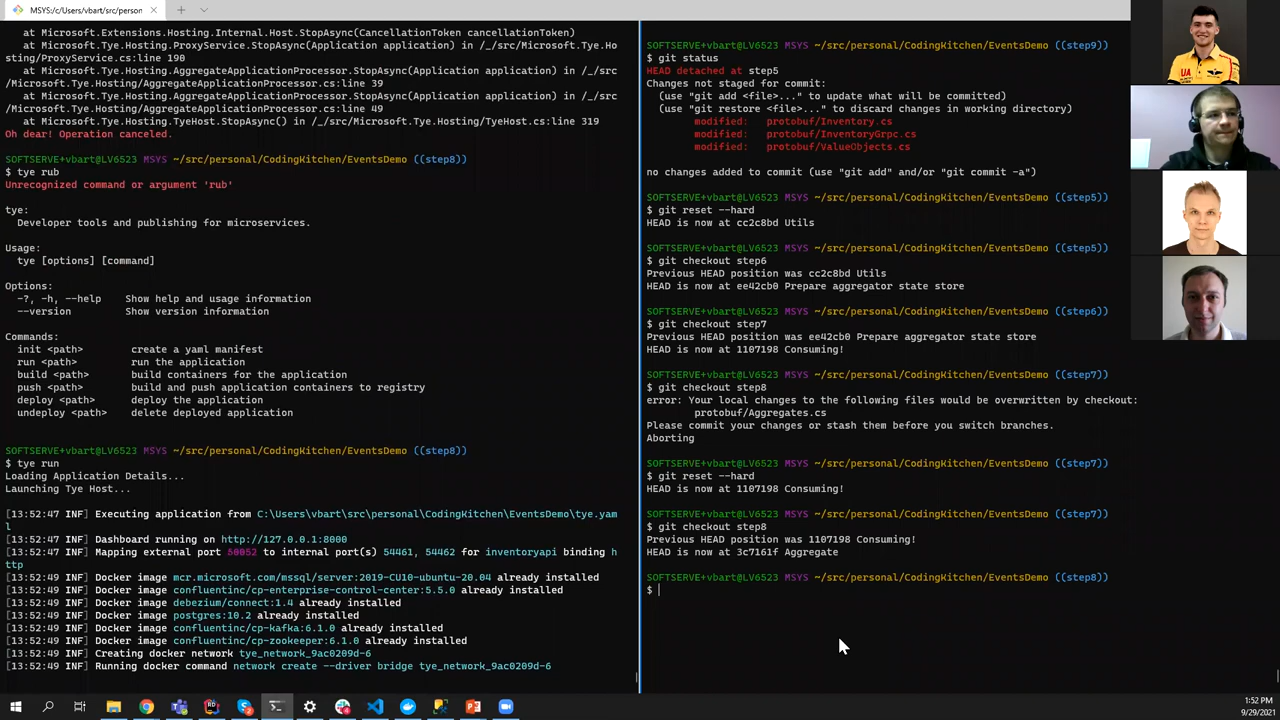 MSYS:/c/Users/vbart/src/person
at Microsoft.Extensions.Hosting.Internal.Host.StopAsync(CancellationToken cancellationToken)
at Microsoft.Tye.Hosting.ProxyService.StopAsync(Application application) in /_/src/Microsoft.Tye.Ho
sting/ProxyService.cs:line 190
at Microsoft.Tye.Hosting.AggregateApplicationProcessor.StopAsync(Application application) in /_/src
/Microsoft.Tye.Hosting/AggregateApplicationProcessor.cs:line 39
at Microsoft.Tye.Hosting.AggregateApplicationProcessor.StopAsync(Application application) in /_/src
/Microsoft.Tye.Hosting/AggregateApplicationProcessor.cs:line 49
at Microsoft.Tye.Hosting.TyeHost.StopAsync() in /_/src/Microsoft.Tye.Hosting/TyeHost.cs:line 319
Oh dear! Operation canceled.
SOFTSERVE+vbart@LV6523 MSYS ~/src/personal/CodingKitchen/EventsDemo ((step8))
$ tye rub
Unrecognized command or argument 'rub'
tye:
Developer tools and publishing for microservices.
Usage:
tye [options] [command]
Options:
-?, -h, --help Show help and usage information
--version Show version information
Commands:
init <path> create a yaml manifest
run <path> run the application
build <path> build containers for the application
push <path> build and push application containers to registry
deploy <path> deploy the application
undeploy <path> delete deployed application
SOFTSERVE+vbart@LV6523 MSYS ~/src/personal/CodingKitchen/EventsDemo ((step8))
$ tye run
Loading Application Details...
Launching Tye Host...
[13:52:47 INF] Executing application from C:\Users\vbart\src\personal\CodingKitchen\EventsDemo\tye.yam
l
[13:52:47 INF] Dashboard running on http://127.0.0.1:8000
[13:52:47 INF] Mapping external port 50052 to internal port(s) 54461, 54462 for inventoryapi binding h
ttp
[13:52:49 INF] Docker image mcr.microsoft.com/mssql/server:2019-CU10-ubuntu-20.04 already installed
[13:52:49 INF] Docker image confluentinc/cp-enterprise-control-center:5.5.0 already installed
[13:52:49 INF] Docker image debezium/connect:1.4 already installed
[13:52:49 INF] Docker image postgres:10.2 already installed
[13:52:49 INF] Docker image confluentinc/cp-kafka:6.1.0 already installed
[13:52:49 INF] Docker image confluentinc/cp-zookeeper:6.1.0 already installed
[13:52:49 INF] Creating docker network tye_network_9ac0209d-6
[13:52:49 INF] Running docker command network create --driver bridge tye_network_9ac0209d-6
SOFTSERVE+vbart@LV6523 MSYS ~/src/personal/CodingKitchen/EventsDemo ((step9))
$ git status
HEAD detached at step5
Changes not staged for commit:
(use "git add <file>..." to update what will be committed)
(use "git restore <file>..." to discard changes in working directory)
modified: protobuf/Inventory.cs
modified: protobuf/InventoryGrpc.cs
modified: protobuf/ValueObjects.cs
no changes added to commit (use "git add" and/or "git commit -a")
SOFTSERVE+vbart@LV6523 MSYS ~/src/personal/CodingKitchen/EventsDemo ((step5))
$ git reset --hard
HEAD is now at cc2c8bd Utils
SOFTSERVE+vbart@LV6523 MSYS ~/src/personal/CodingKitchen/EventsDemo ((step5))
$ git checkout step6
Previous HEAD position was cc2c8bd Utils
HEAD is now at ee42cb0 Prepare aggregator state store
SOFTSERVE+vbart@LV6523 MSYS ~/src/personal/CodingKitchen/EventsDemo ((step6))
$ git checkout step7
Previous HEAD position was ee42cb0 Prepare aggregator state store
HEAD is now at 1107198 Consuming!
SOFTSERVE+vbart@LV6523 MSYS ~/src/personal/CodingKitchen/EventsDemo ((step7))
$ git checkout step8
error: Your local changes to the following files would be overwritten by checkout:
protobuf/Aggregates.cs
Please commit your changes or stash them before you switch branches.
Aborting
SOFTSERVE+vbart@LV6523 MSYS ~/src/personal/CodingKitchen/EventsDemo ((step7))
$ git reset --hard
HEAD is now at 1107198 Consuming!
SOFTSERVE+vbart@LV6523 MSYS ~/src/personal/CodingKitchen/EventsDemo ((step7))
$ git checkout step8
Previous HEAD position was 1107198 Consuming!
HEAD is now at 3c7161f Aggregate
SOFTSERVE+vbart@LV6523 MSYS ~/src/personal/CodingKitchen/EventsDemo ((step8))
$
UA
1:52 PM
9/29/2021